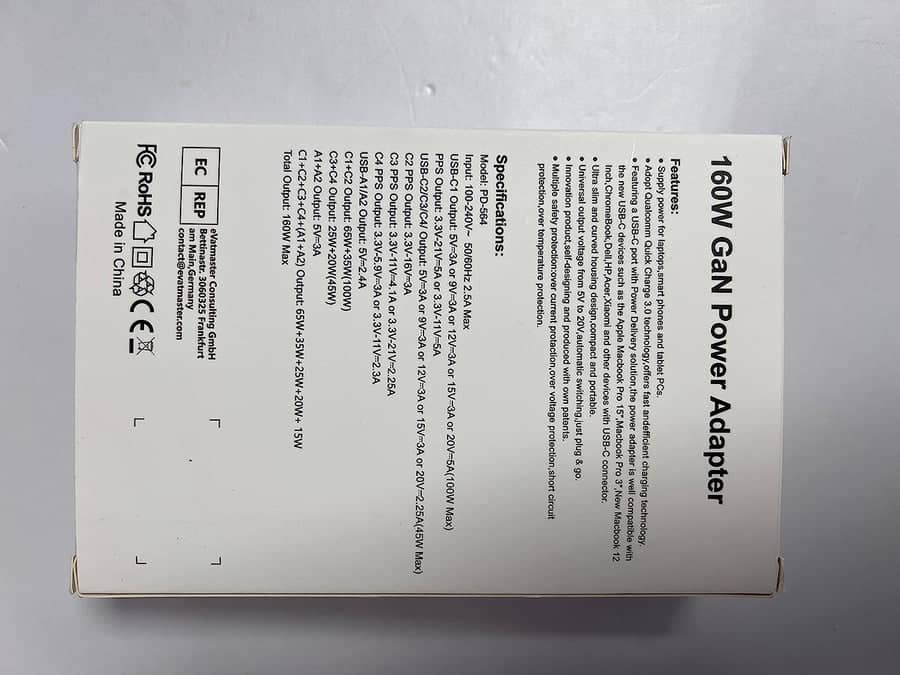 160W GaN Power Adapter
Features:
• Supply power for laptops,smart phones and tablet PCs.
• Adopt Qualcomm Quick Charge 3.0 technology,offers fast andefficient charging technology.
• Featuring a USB-C port with Power Delivery solution,the power adapter is well compatible with
the new USB-C devices such as the Apple Macbook Pro 15",Macbook Pro 3",New Macbook 12
Inch,ChromeBook,Dell,HP,Acer,Xiaomi and other devices with USB-C connector.
• Ultra slim and curved housing design,compact and portable.
• Universal output voltage from 5V to 20V,automatic switching,just plug & go.
• Innovation product,self-designing and produced with own patents.
• Multiple safety protection:over current protaction,over voltage protection,short circuit
protection,over temperature protection.
Specifications:
Model: PD-564
Input: 100-240V~ 50/60Hz 2.5A Max
USB-C1 Output: 5V=3A or 9V=3A or 12V=3A or 15V=3A or 20V=5A(100W Max)
PPS Output: 3.3V-21V=5A or 3.3V-11V=5A
USB-C2/C3/C4/ Output: 5V=3A or 9V=3A or 12V=3A or 15V=3A or 20V=2.25A(45W Max)
C2 PPS Output: 3.3V-16V=3A
C3 PPS Output: 3.3V-11V=4.1A or 3.3V-21V=2.25A
C4 PPS Output: 3.3V-5.9V=3A or 3.3V-11V=2.3A
USB-A1/A2 Output: 5V=2.4A
C1+C2 Output: 65W+35W(100W)
C3+C4 Output: 25W+20W(45W)
A1+A2 Output: 5V=3A
C1+C2+C3+C4+(A1+A2) Output: 65W+35W+25W+20W+ 15W
Total Output: 160W Max
EC REP
eVatmaster Consulting GmbH
Bettinastr. 3060325 Frankfurt
am Main,Germany
contact@evatmaster.com
FC RoHS CE
Made in China